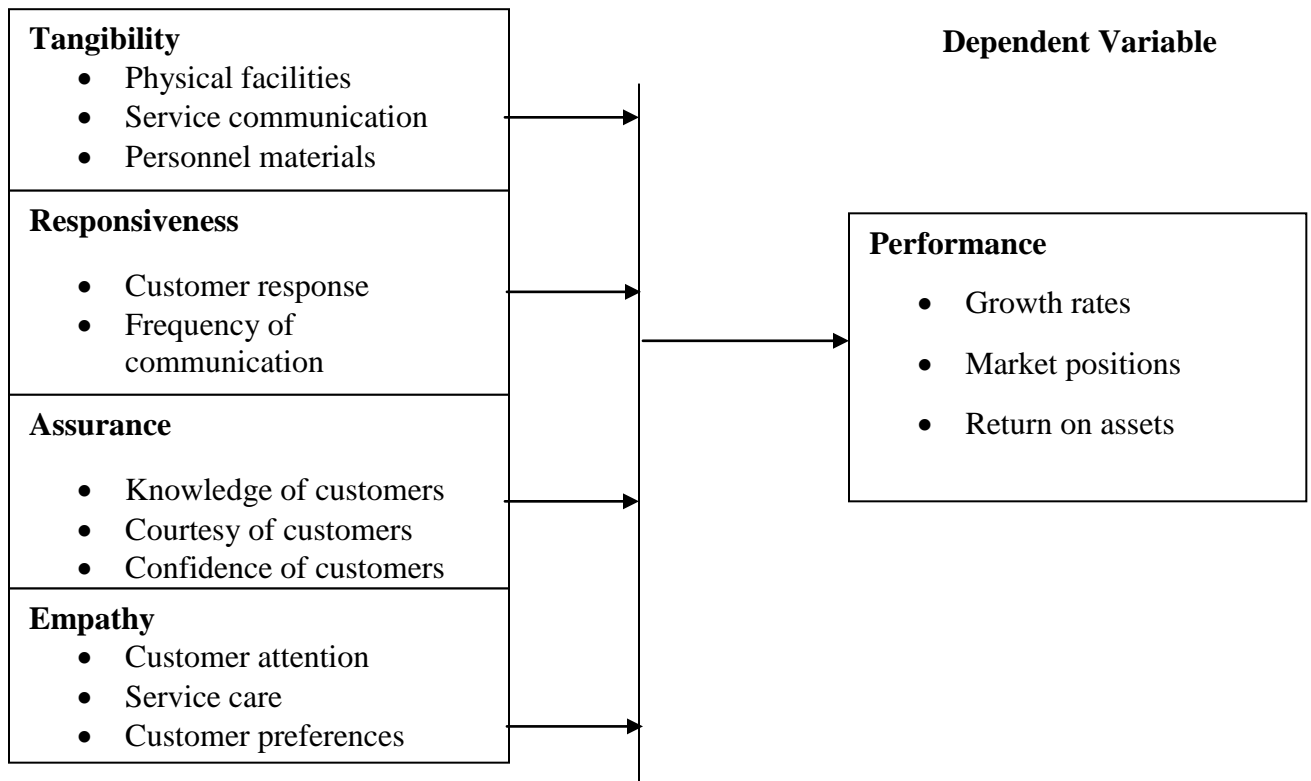 Tangibility
• Physical facilities
• Service communication
• Personnel materials
Responsiveness
• Customer response
• Frequency of
communication
Assurance
• Knowledge of customers
• Courtesy of customers
• Confidence of customers
Empathy
• Customer attention
• Service care
• Customer preferences
Dependent Variable
Performance
• Growth rates
• Market positions
• Return on assets